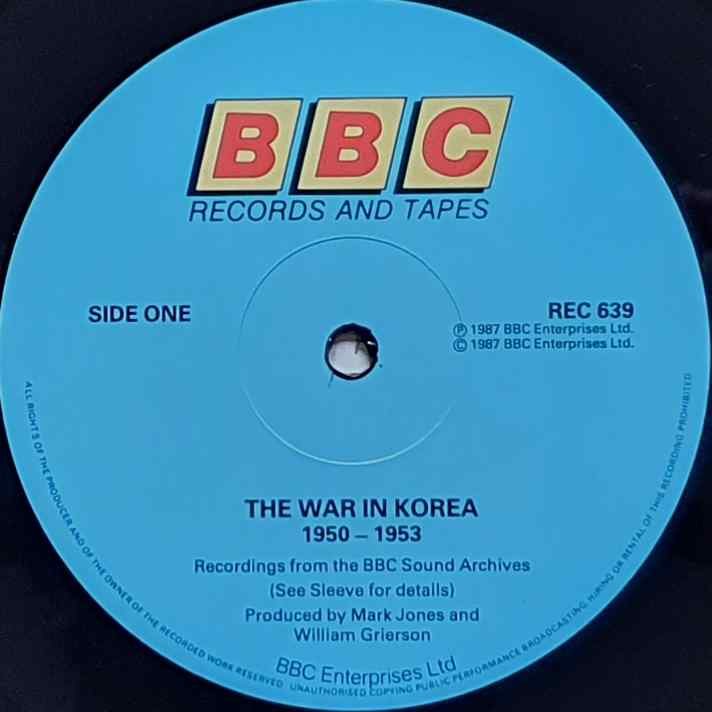 BBC
RECORDS AND TAPES
SIDE ONE
REC 639
Ⓟ 1987 BBC Enterprises Ltd.
© 1987 BBC Enterprises Ltd.
THE WAR IN KOREA
1950 – 1953
Recordings from the BBC Sound Archives
(See Sleeve for details)
Produced by Mark Jones and
William Grierson
BBC Enterprises Ltd
ALL RIGHTS OF THE PRODUCER AND OF THE OWNER OF THE RECORDED WORK RESERVED. UNAUTHORISED COPYING PUBLIC PERFORMANCE BROADCASTING, HIRING OR RENTAL OF THIS RECORDING PROHIBITED